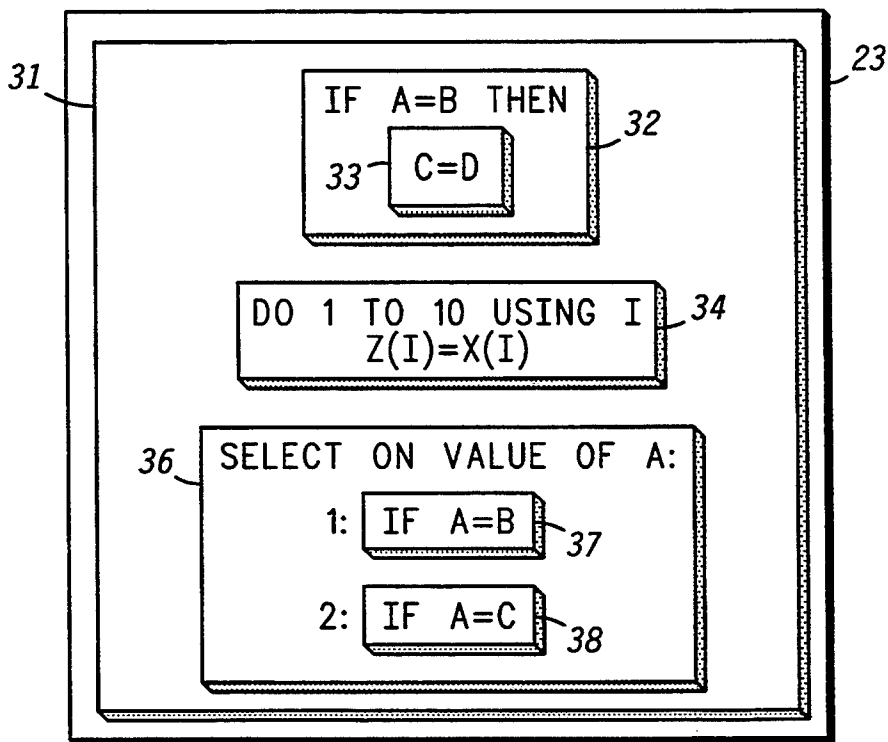 31
23
IF A=B THEN
32
33
C=D
DO 1 TO 10 USING I
34
Z(I)=X(I)
36
SELECT ON VALUE OF A:
1: IF A=B
37
2: IF A=C
38